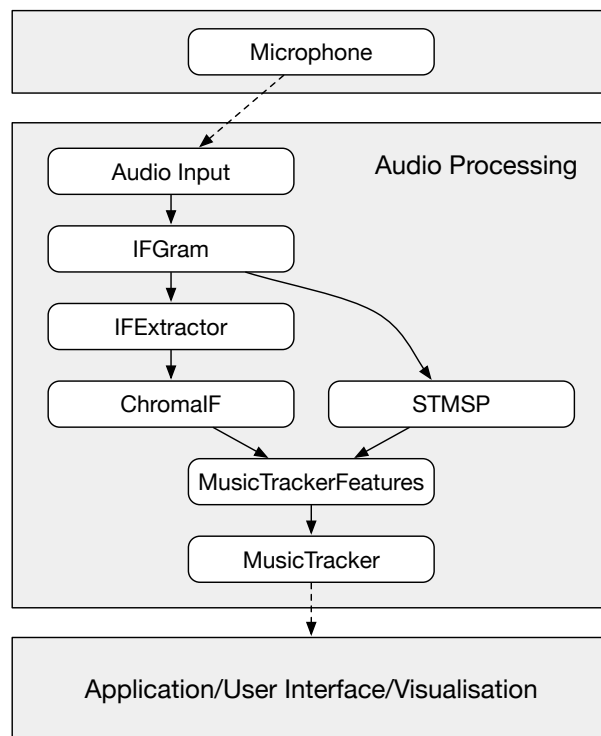 Microphone
Audio Processing
Audio Input
IFGram
IFExtractor
ChromaIF
STMSP
MusicTrackerFeatures
MusicTracker
Application/User Interface/Visualisation